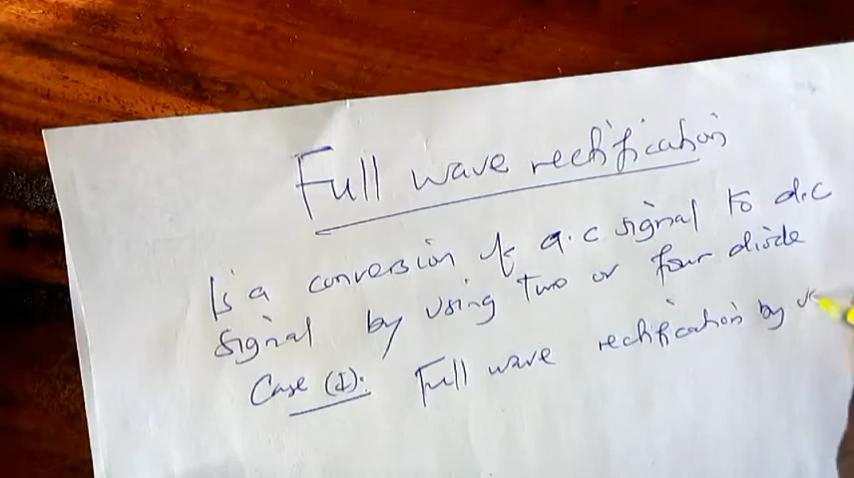 Full wave rectification
Is a conversion of a.c signal to d.c
signal by using two or four diode
Case (I): Full wave rectification by